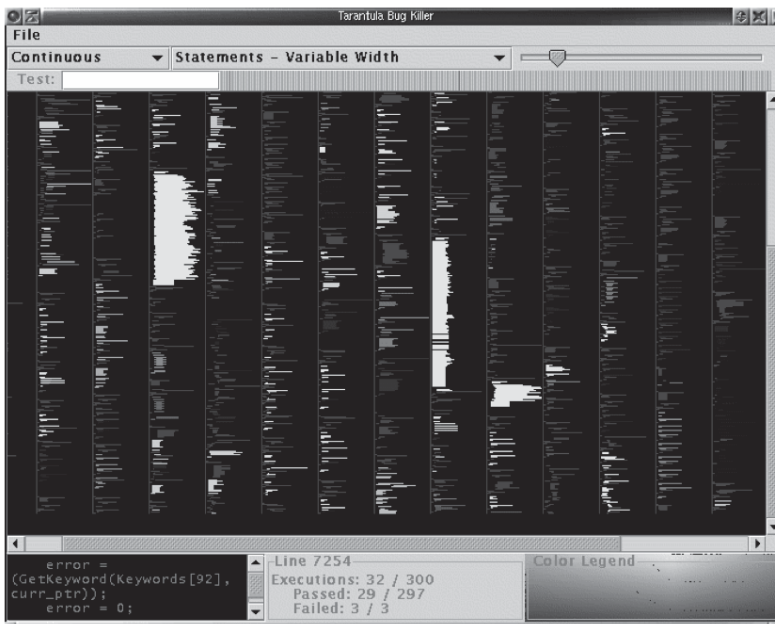 Tarantula Bug Killer
File
Continuous
Statements - Variable Width
Test:
error =
(GetKeyword(Keywords[92],
curr_ptr));
error = 0;
Line 7254
Executions: 32 / 300
Passed: 29 / 297
Failed: 3 / 3
Color Legend